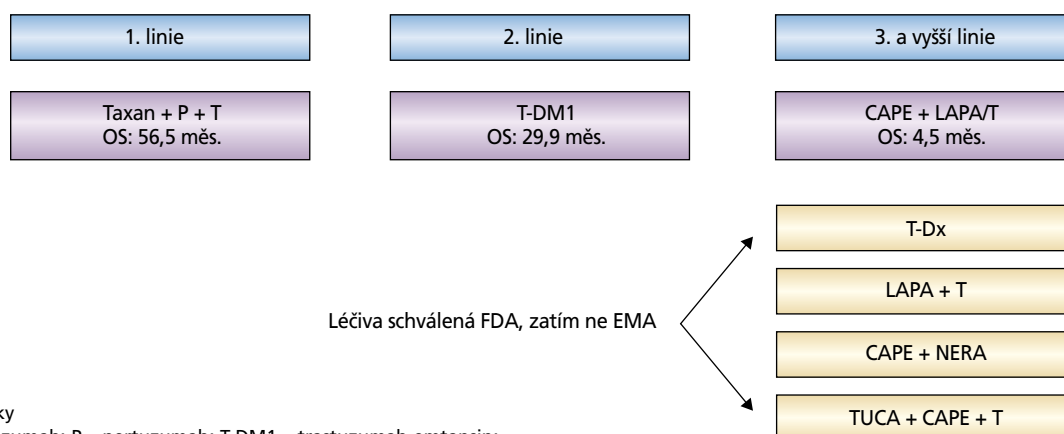 1. linie
2. linie
3. a vyšší linie
Taxan + P + T
OS: 56,5 měs.
T-DM1
OS: 29,9 měs.
CAPE + LAPA/T
OS: 4,5 měs.
T-Dx
LAPA + T
Léčiva schválená FDA, zatím ne EMA
CAPE + NERA
TUCA + CAPE + T